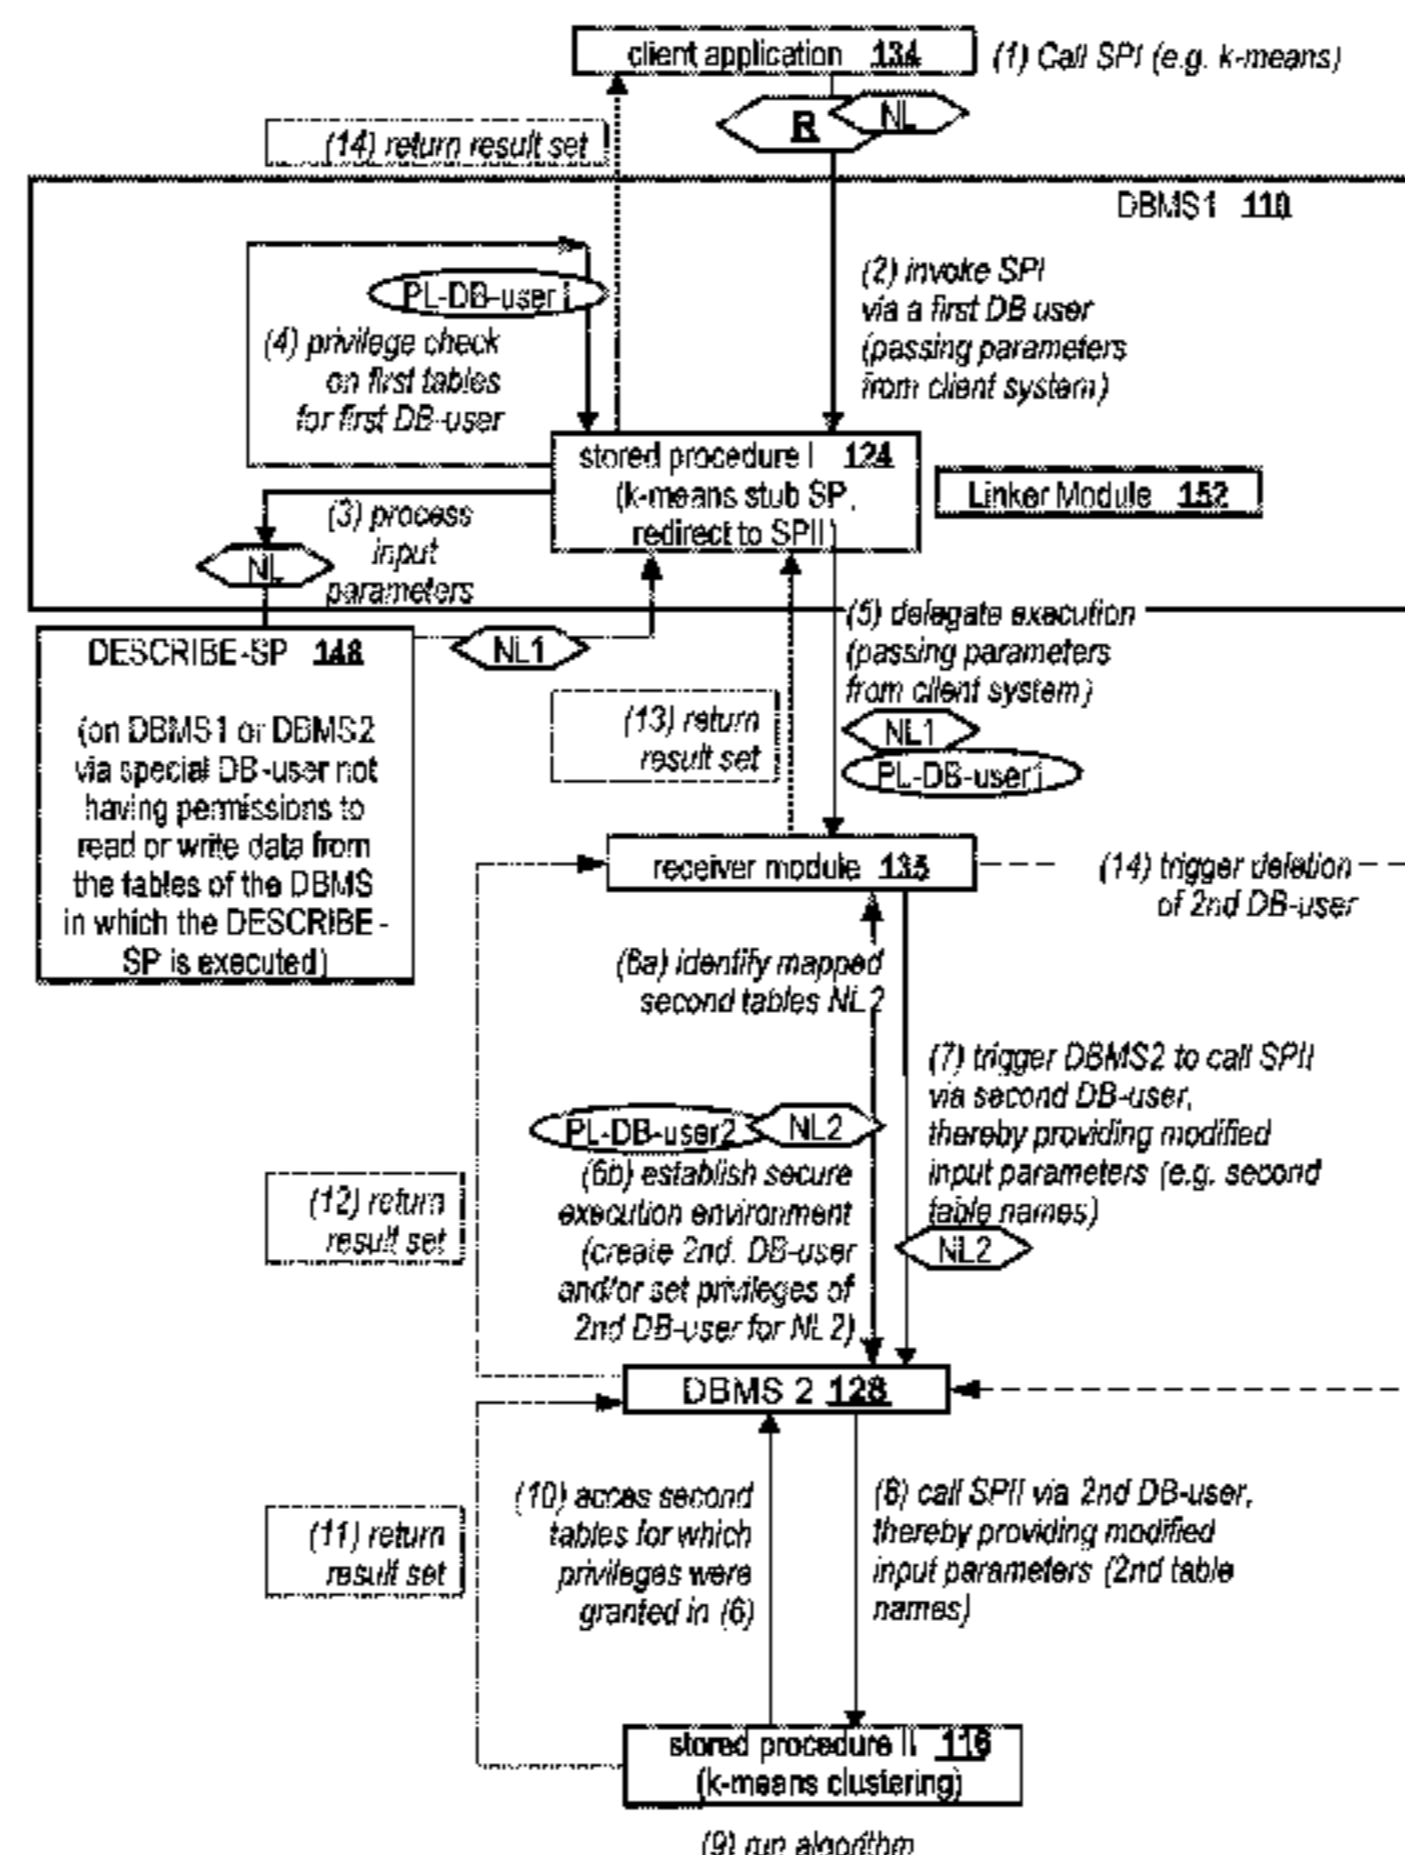 client application 134
(1) Call SPI (e.g. k-means)
R
NL
(14) return result set
DBMS1 110
PL-DB-user1
(2) invoke SPI
via a first DB user
(passing parameters
from client system)
(4) privilege check
on first tables
for first DB-user
stored procedure I 124
(k-means stub SP,
redirect to SPII)
Linker Module 152
(3) process
input
parameters
NL
DESCRIBE-SP 148
(on DBMS1 or DBMS2
via special DB-user not
having permissions to
read or write data from
the tables of the DBMS
in which the DESCRIBE-
SP is executed)
NL1
(5) delegate execution
(passing parameters
from client system)
(13) return
result set
NL1
PL-DB-user1
receiver module 135
(14) trigger deletion
of 2nd DB-user
(6a) identify mapped
second tables NL2
(7) trigger DBMS2 to call SPII
via second DB-user,
thereby providing modified
input parameters (e.g. second
table names)
PL-DB-user2
NL2
(6b) establish secure
execution environment
(create 2nd. DB-user
and/or set privileges of
2nd DB-user for NL2)
NL2
(12) return
result set
DBMS 2 128
(10) acces second
tables for which
privileges were
granted in (6)
(8) call SPII via 2nd DB-user,
thereby providing modified
input parameters (2nd table
names)
(11) return
result set
stored procedure II 116
(k-means clustering)
(9) run algorithm